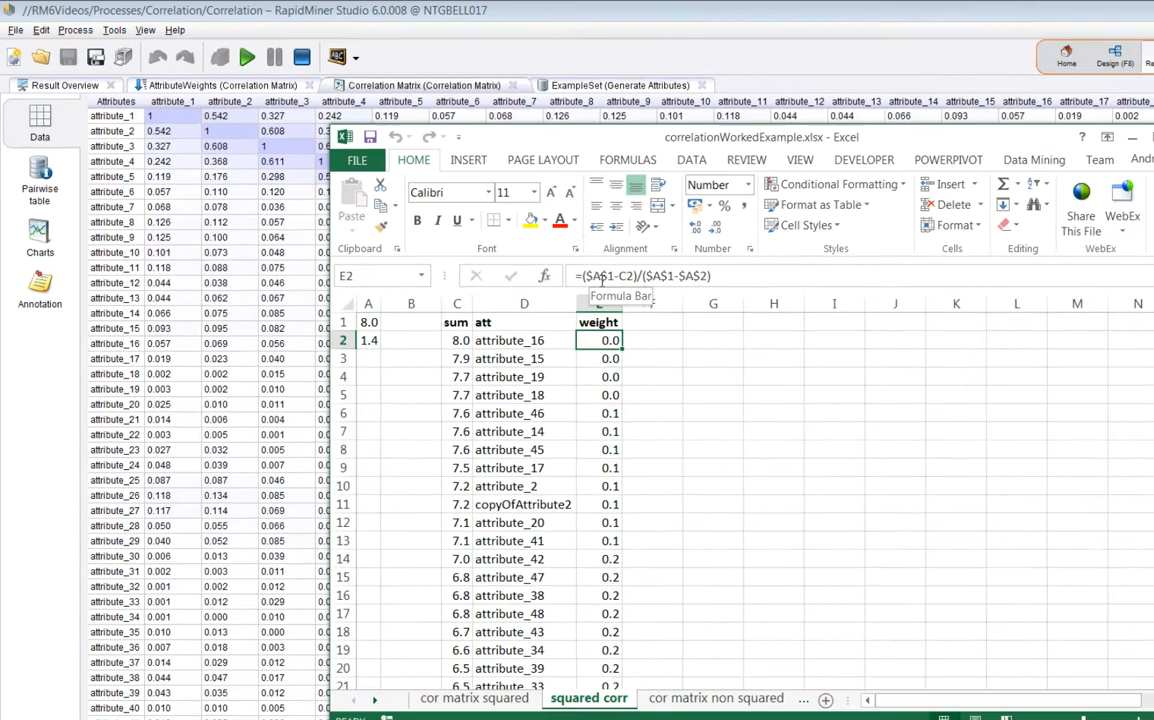 //RM6Videos/Processes/Correlation/Correlation – RapidMiner Studio 6.0.008 @ NTGBELL017
File Edit Process Tools View Help
Home Design (F8)
Result Overview AttributeWeights (Correlation Matrix) Correlation Matrix (Correlation Matrix) ExampleSet (Generate Attributes)
Data
Pairwise table
Charts
Annotation
Attributes attribute_1 attribute_2 attribute_3 attribute_4 attribute_5 attribute_6 attribute_7 attribute_8 attribute_9 attribute_10 attribute_11 attribute_12 attribute_13 attribute_14 attribute_15 attribute_16 attribute_17
attribute_1 1 0.542 0.327 0.242 0.119 0.057 0.068 0.126 0.125 0.104 0.118 0.044 0.044 0.066 0.093 0.057 0.019 0.002
attribute_2 0.542 1 0.608
attribute_3 0.327 0.608 1
attribute_4 0.242 0.368 0.611
attribute_5 0.119 0.176 0.298
attribute_6 0.057 0.110 0.120
attribute_7 0.068 0.078 0.036
attribute_8 0.126 0.112 0.057
attribute_9 0.125 0.100 0.064
attribute_10 0.104 0.073 0.048
attribute_11 0.118 0.088 0.075
attribute_12 0.044 0.052 0.067
attribute_13 0.044 0.062 0.063
attribute_14 0.066 0.075 0.085
attribute_15 0.093 0.095 0.082
attribute_16 0.057 0.069 0.056
attribute_17 0.019 0.023 0.030
attribute_18 0.002 0.002 0.015
attribute_19 0.003 0.002 0.010
attribute_20 0.025 0.010 0.011
attribute_21 0.014 0.006 0.004
attribute_22 0.003 0.005 0.001
attribute_23 0.027 0.032 0.005
attribute_24 0.048 0.039 0.007
attribute_25 0.087 0.087 0.046
attribute_26 0.118 0.134 0.085
attribute_27 0.117 0.114 0.069
attribute_28 0.050 0.055 0.066
attribute_29 0.040 0.052 0.085
attribute_30 0.006 0.013 0.039
attribute_31 0.002 0.003 0.011
attribute_32 0.001 0.002 0.012
attribute_33 0.001 0.012 0.029
attribute_34 0.001 0.000 0.010
attribute_35 0.010 0.013 0.000
attribute_36 0.007 0.018 0.003
attribute_37 0.014 0.029 0.012
attribute_38 0.044 0.047 0.017
attribute_39 0.043 0.035 0.012
attribute_40 0.010 0.010 0.008
correlationWorkedExample.xlsx - Excel
FILE HOME INSERT PAGE LAYOUT FORMULAS DATA REVIEW VIEW DEVELOPER POWERPIVOT Data Mining Team
Paste
Calibri 11
B I U
Number
Conditional Formatting
Format as Table
Cell Styles
Insert
Delete
Format
Share This File
WebEx
Clipboard Font Alignment Number Styles Cells Editing WebEx
E2 fx =($A$1-C2)/($A$1-$A$2)
Formula Bar
A B C D E F G H I J K L M N
1 8.0 sum att weight
2 1.4 8.0 attribute_16 0.0
3 7.9 attribute_15 0.0
4 7.7 attribute_19 0.0
5 7.7 attribute_18 0.0
6 7.6 attribute_46 0.1
7 7.6 attribute_14 0.1
8 7.6 attribute_45 0.1
9 7.5 attribute_17 0.1
10 7.2 attribute_2 0.1
11 7.2 copyOfAttribute2 0.1
12 7.1 attribute_20 0.1
13 7.1 attribute_41 0.1
14 7.0 attribute_42 0.2
15 6.8 attribute_47 0.2
16 6.8 attribute_38 0.2
17 6.8 attribute_48 0.2
18 6.7 attribute_43 0.2
19 6.6 attribute_34 0.2
20 6.5 attribute_39 0.2
21 6.5 attribute_33 0.2
cor matrix squared squared corr cor matrix non squared ...
READY